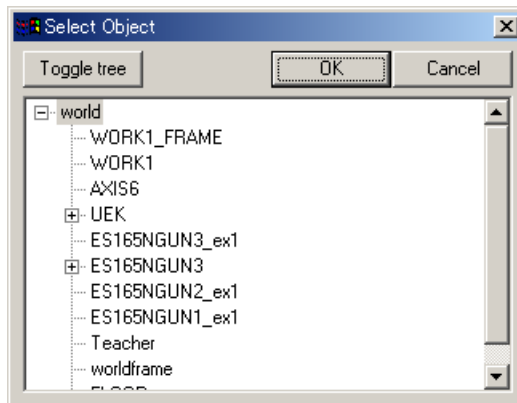 Select Object
Toggle tree OK Cancel
world
WORK1_FRAME
WORK1
AXIS6
UEK
ES165NGUN3_ex1
ES165NGUN3
ES165NGUN2_ex1
ES165NGUN1_ex1
Teacher
worldframe